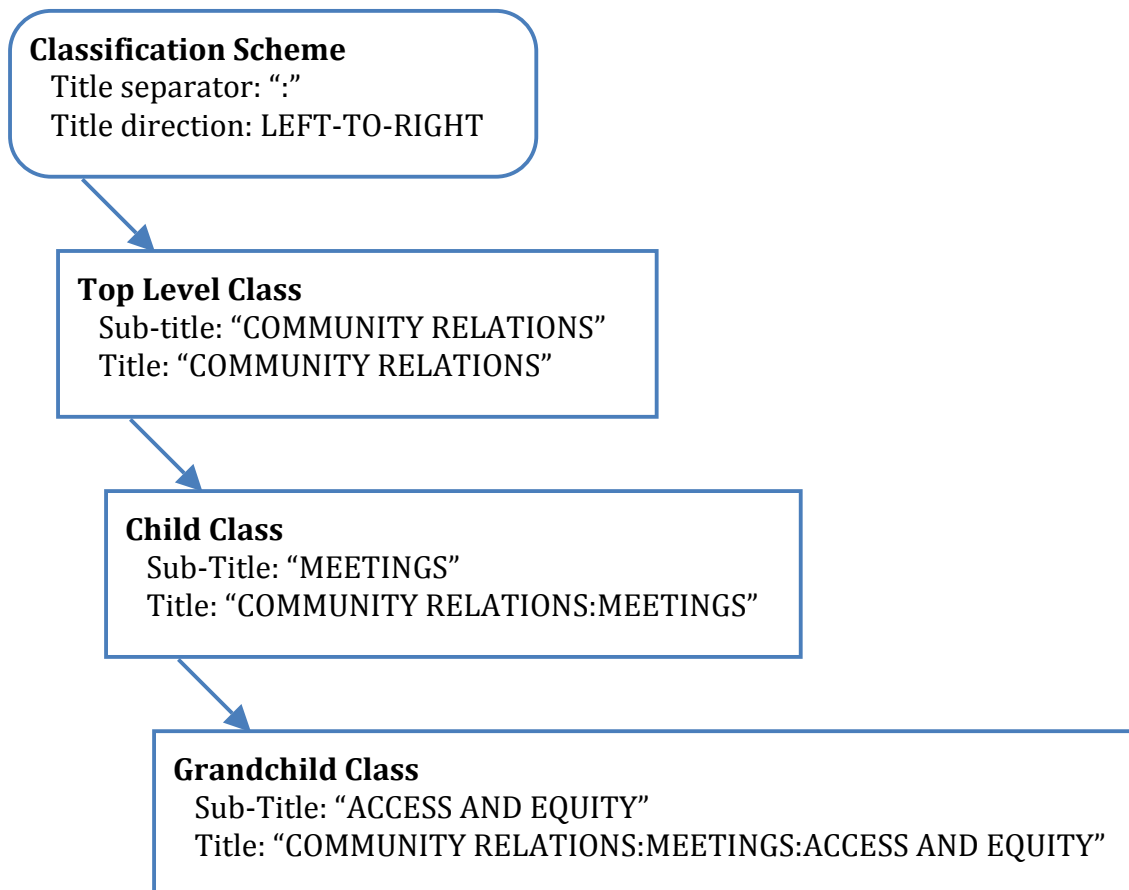 Classification Scheme
Title separator: “:”
Title direction: LEFT-TO-RIGHT
Top Level Class
Sub-title: “COMMUNITY RELATIONS”
Title: “COMMUNITY RELATIONS”
Child Class
Sub-Title: “MEETINGS”
Title: “COMMUNITY RELATIONS:MEETINGS”
Grandchild Class
Sub-Title: “ACCESS AND EQUITY”
Title: “COMMUNITY RELATIONS:MEETINGS:ACCESS AND EQUITY”